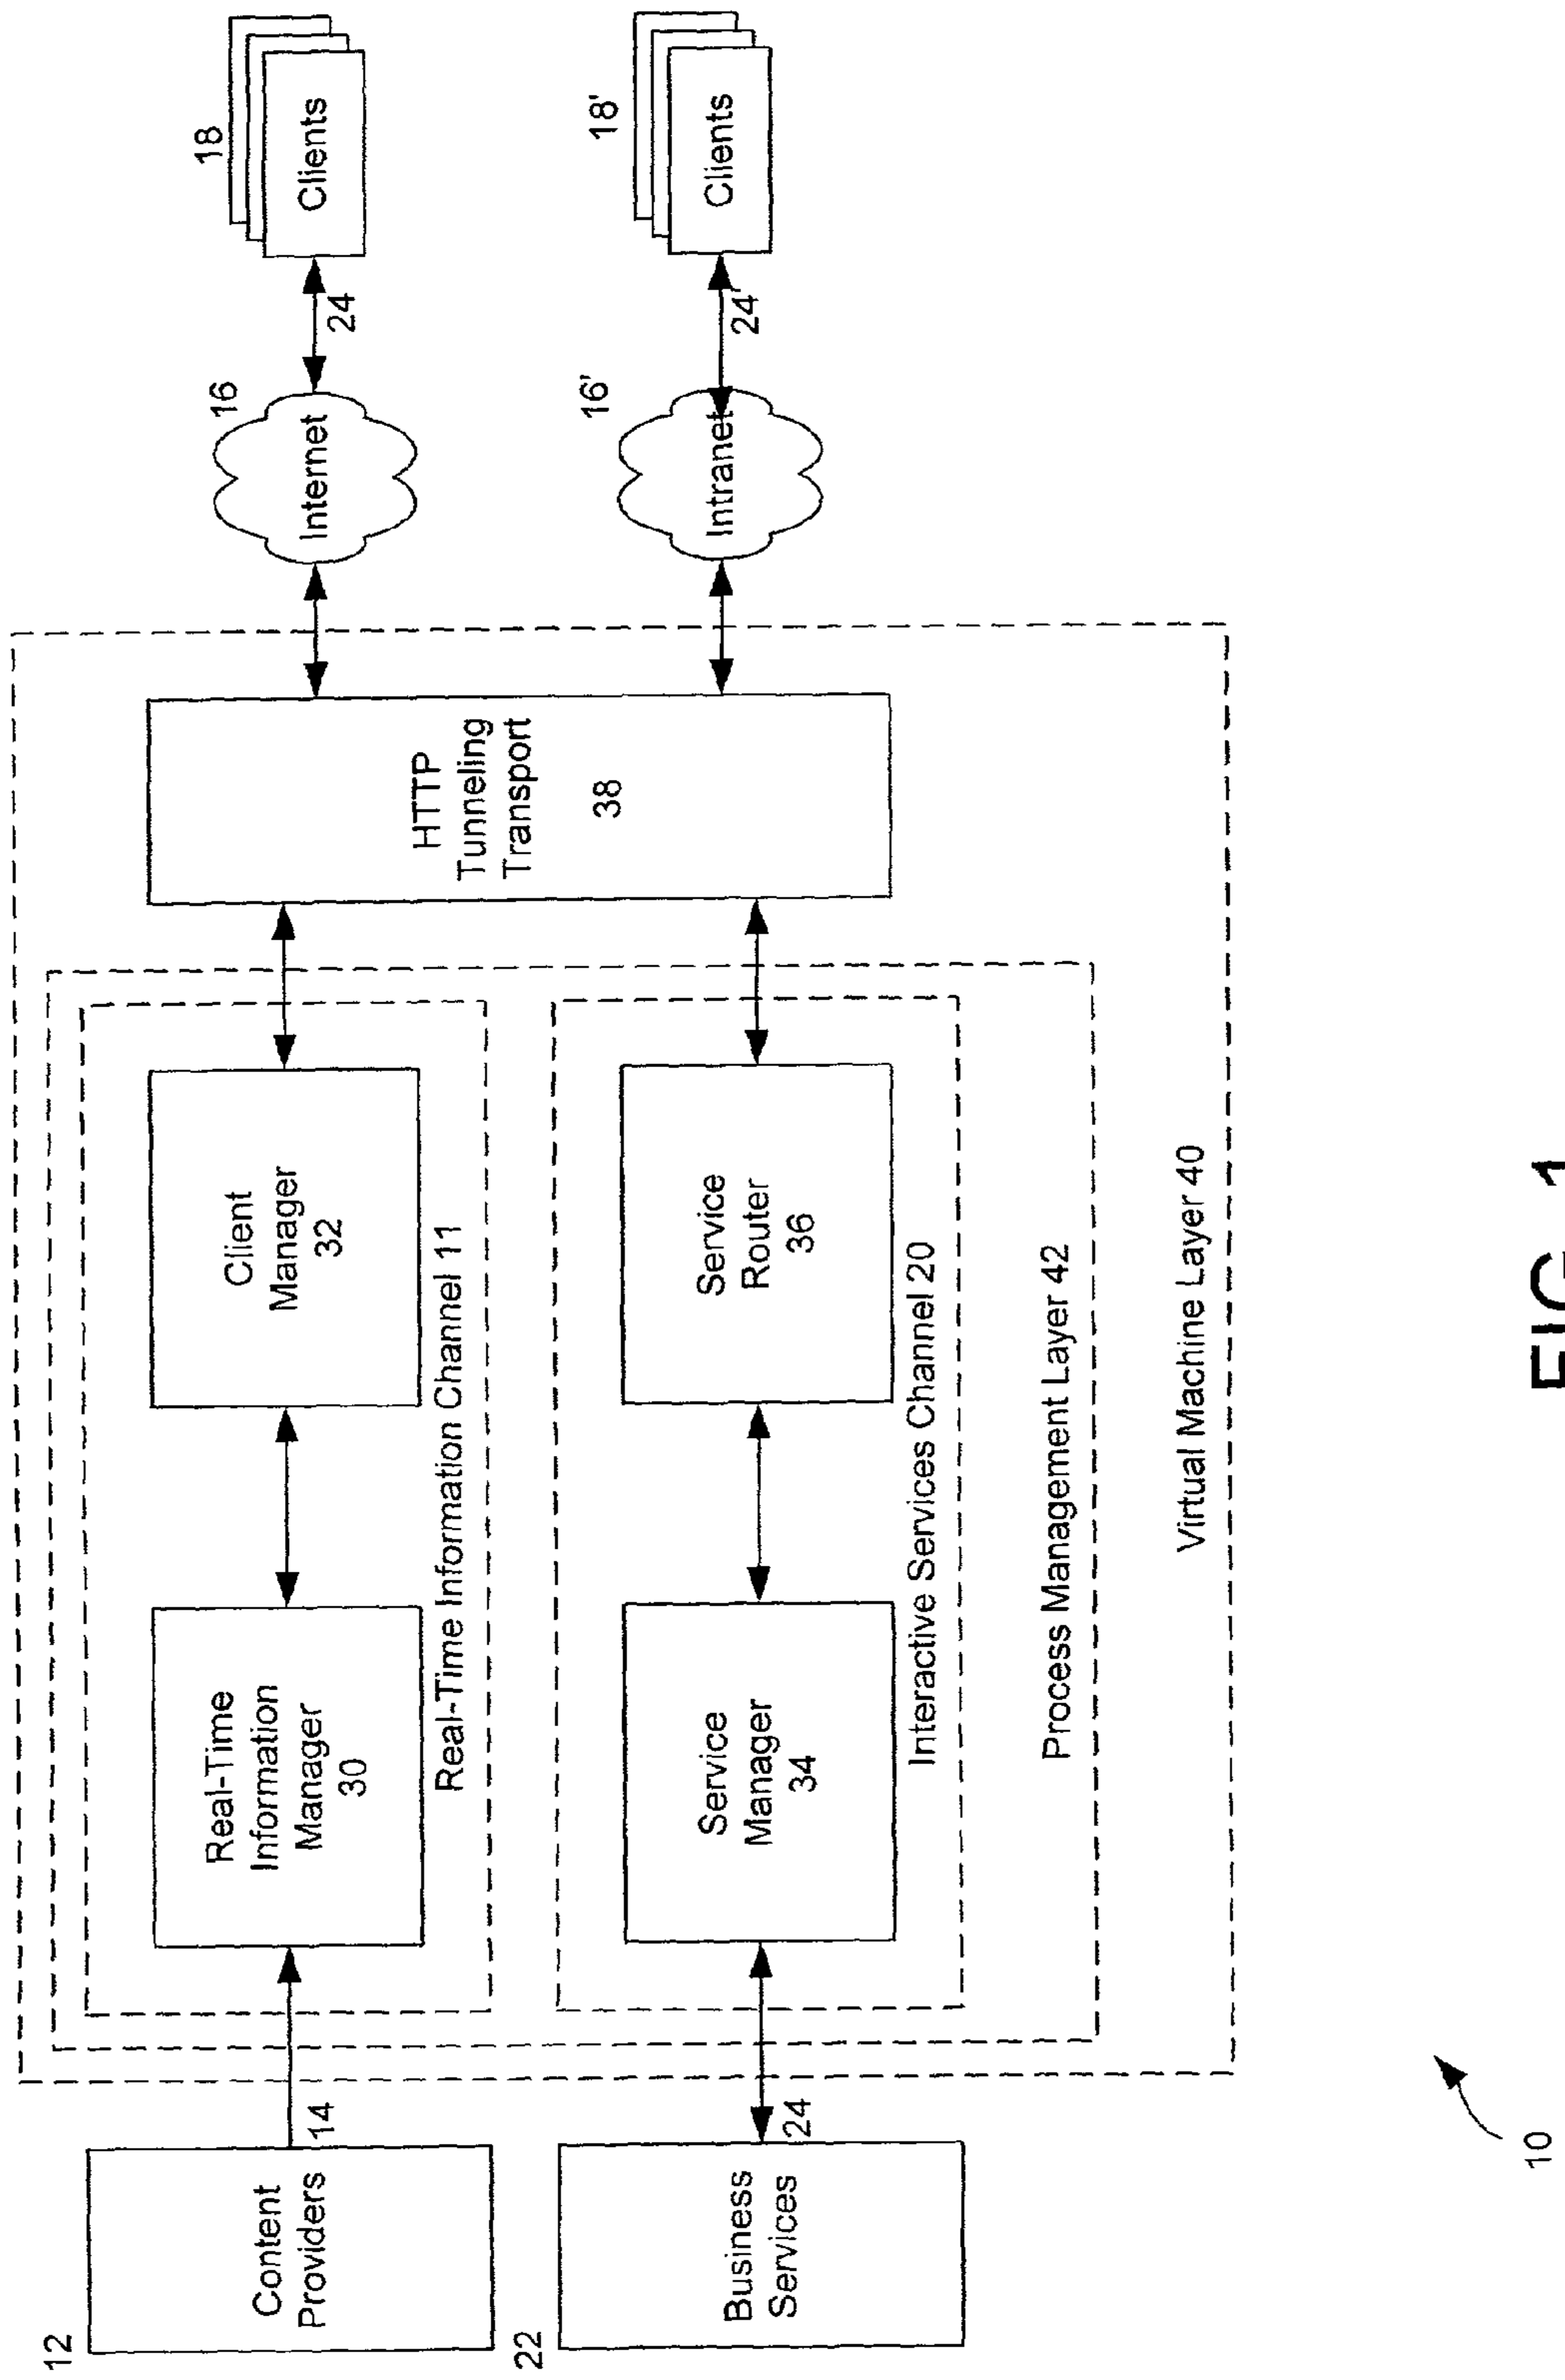 12
Content
Providers
14
Real-Time
Information
Manager
30
Client
Manager
32
Real-Time Information Channel 11
22
Business
Services
24
Service
Manager
34
Service
Router
36
Interactive Services Channel 20
Process Management Layer 42
Virtual Machine Layer 40
HTTP
Tunneling
Transport
38
16
Internet
24
18
Clients
16'
Intranet
24'
18'
Clients
10
FIG. 1